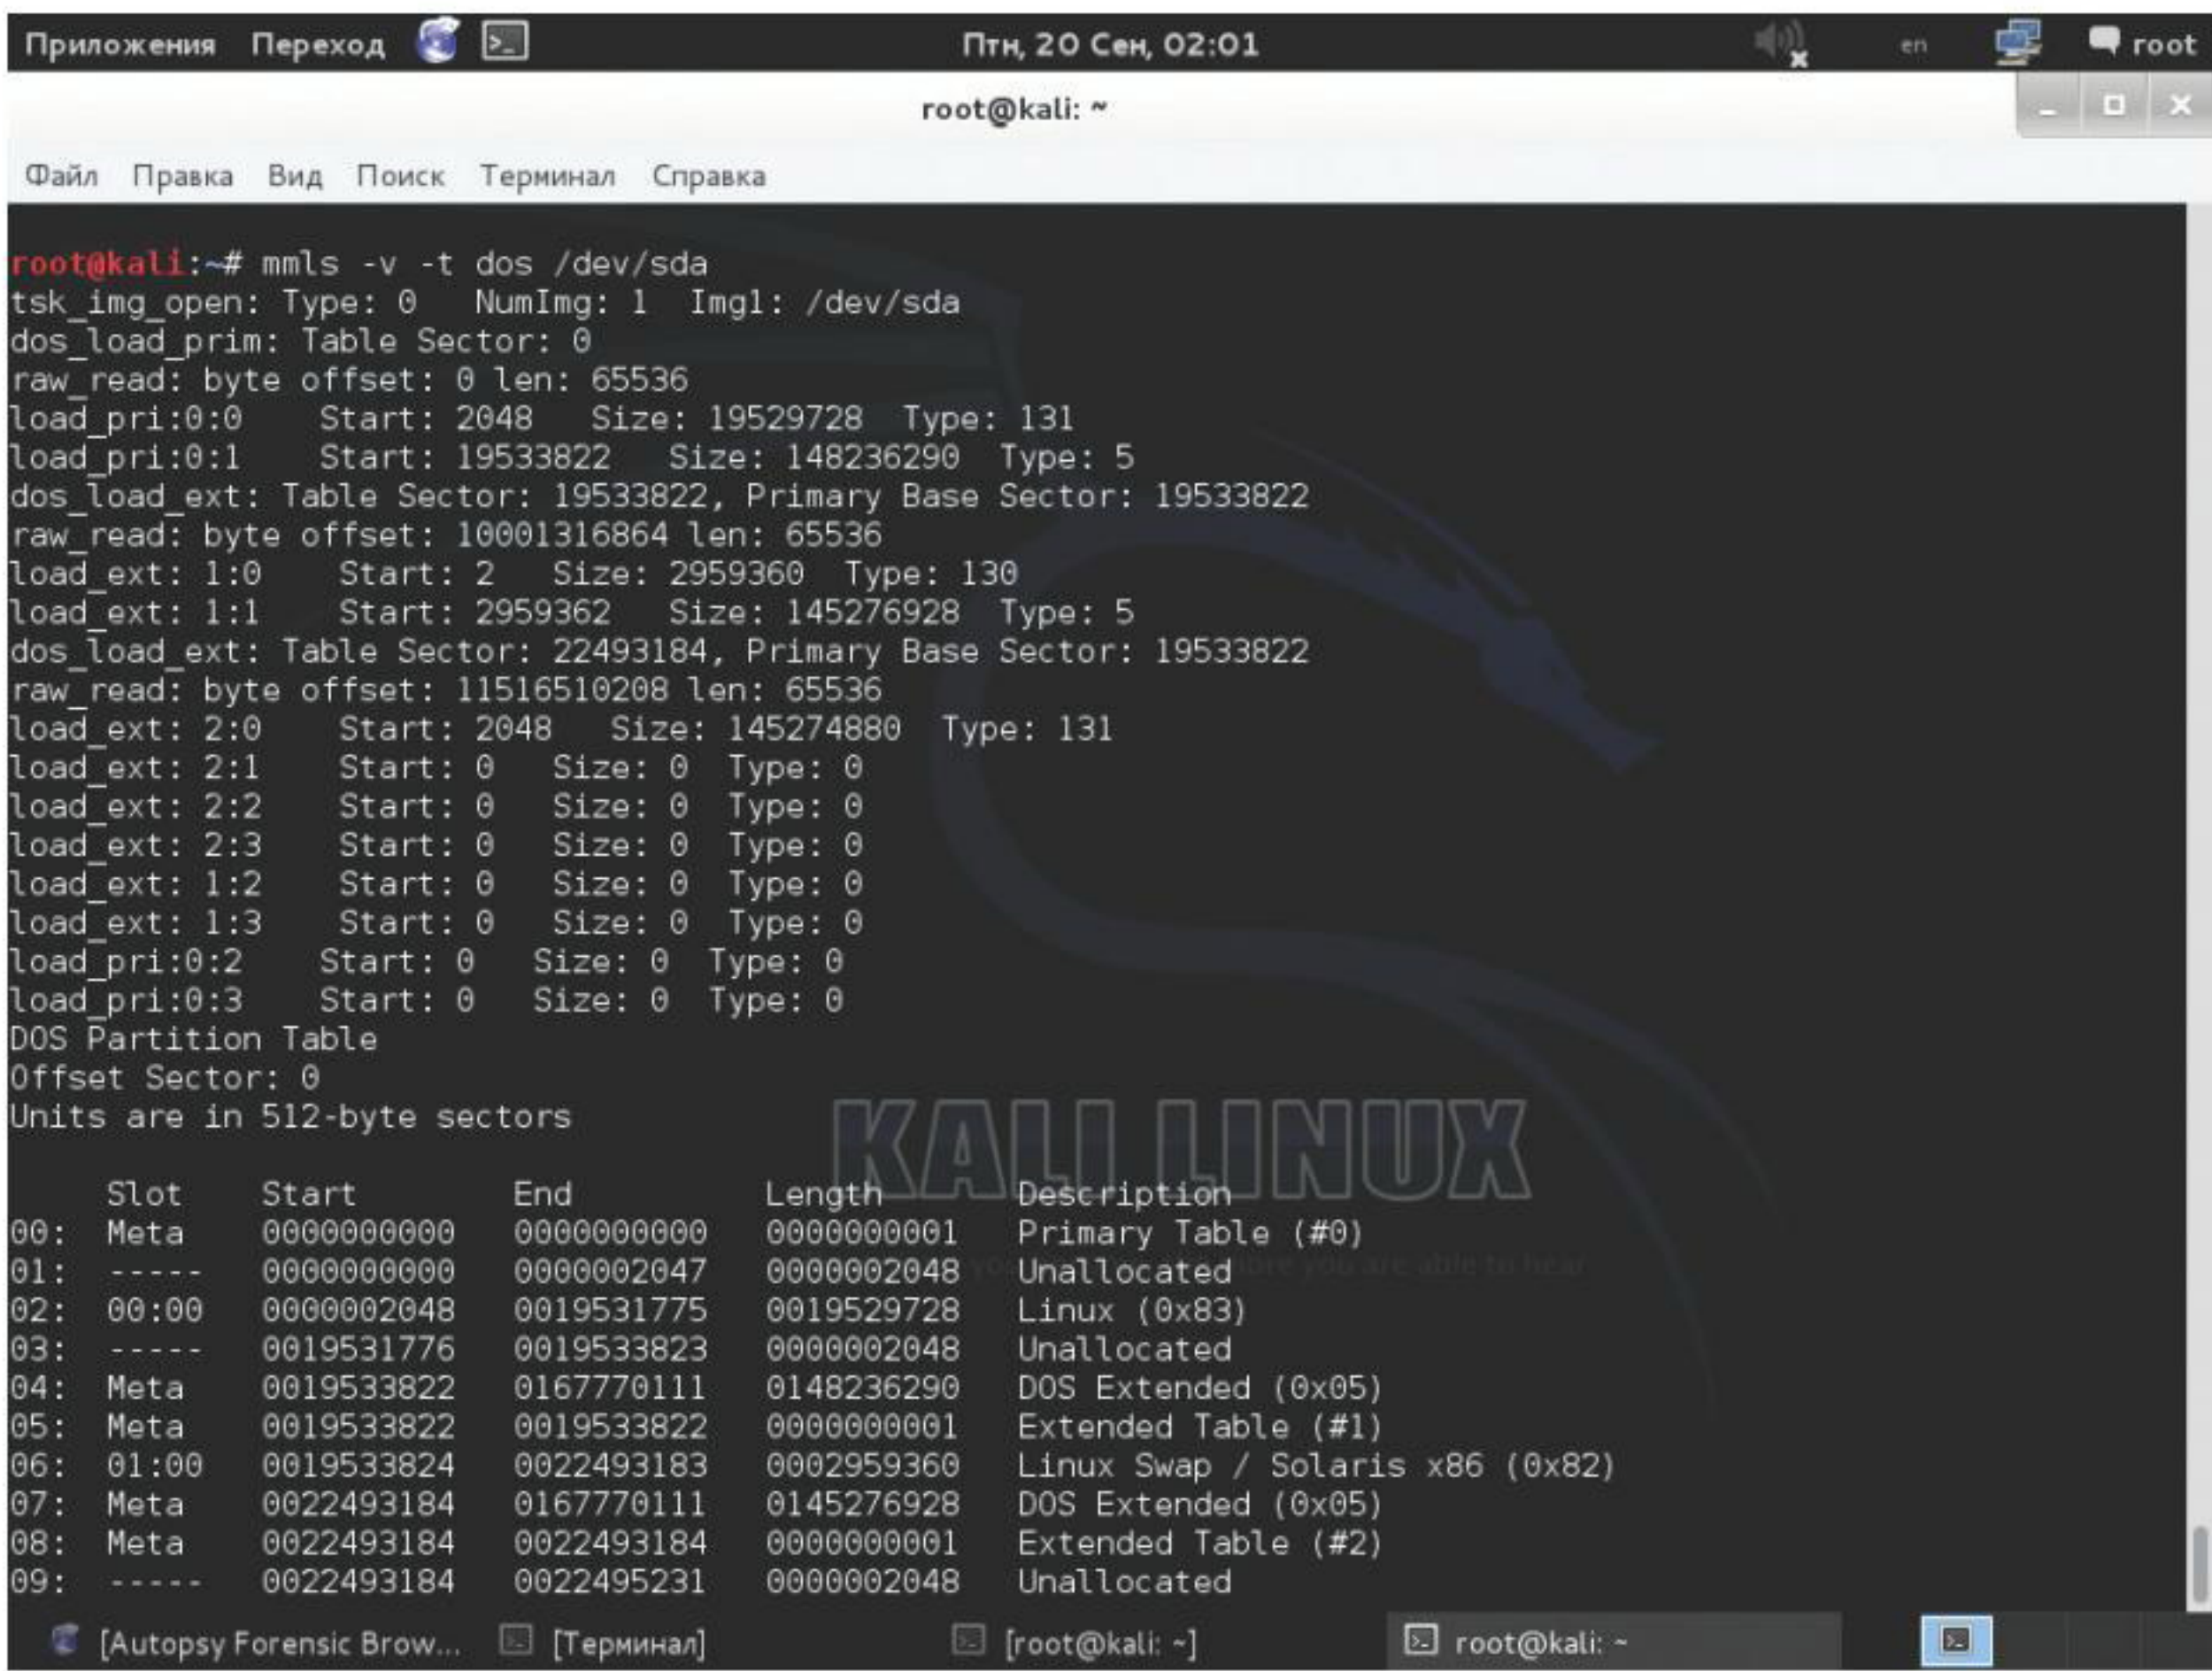 Приложения Переход Птн, 20 Сен, 02:01 en root
root@kali: ~
Файл Правка Вид Поиск Терминал Справка
root@kali:~# mmls -v -t dos /dev/sda
tsk_img_open: Type: 0 NumImg: 1 Img1: /dev/sda
dos_load_prim: Table Sector: 0
raw_read: byte offset: 0 len: 65536
load_pri:0:0 Start: 2048 Size: 19529728 Type: 131
load_pri:0:1 Start: 19533822 Size: 148236290 Type: 5
dos_load_ext: Table Sector: 19533822, Primary Base Sector: 19533822
raw_read: byte offset: 10001316864 len: 65536
load_ext: 1:0 Start: 2 Size: 2959360 Type: 130
load_ext: 1:1 Start: 2959362 Size: 145276928 Type: 5
dos_load_ext: Table Sector: 22493184, Primary Base Sector: 19533822
raw_read: byte offset: 11516510208 len: 65536
load_ext: 2:0 Start: 2048 Size: 145274880 Type: 131
load_ext: 2:1 Start: 0 Size: 0 Type: 0
load_ext: 2:2 Start: 0 Size: 0 Type: 0
load_ext: 2:3 Start: 0 Size: 0 Type: 0
load_ext: 1:2 Start: 0 Size: 0 Type: 0
load_ext: 1:3 Start: 0 Size: 0 Type: 0
load_pri:0:2 Start: 0 Size: 0 Type: 0
load_pri:0:3 Start: 0 Size: 0 Type: 0
DOS Partition Table
Offset Sector: 0
Units are in 512-byte sectors
KALI LINUX
Slot Start End Length Description
00: Meta 0000000000 0000000000 0000000001 Primary Table (#0)
01: ----- 0000000000 0000002047 0000002048 Unallocated
you are able to hear
02: 00:00 0000002048 0019531775 0019529728 Linux (0x83)
03: ----- 0019531776 0019533823 0000002048 Unallocated
04: Meta 0019533822 0167770111 0148236290 DOS Extended (0x05)
05: Meta 0019533822 0019533822 0000000001 Extended Table (#1)
06: 01:00 0019533824 0022493183 0002959360 Linux Swap / Solaris x86 (0x82)
07: Meta 0022493184 0167770111 0145276928 DOS Extended (0x05)
08: Meta 0022493184 0022493184 0000000001 Extended Table (#2)
09: ----- 0022493184 0022495231 0000002048 Unallocated
[Autopsy Forensic Brow... [Терминал] [root@kali: ~] root@kali: ~